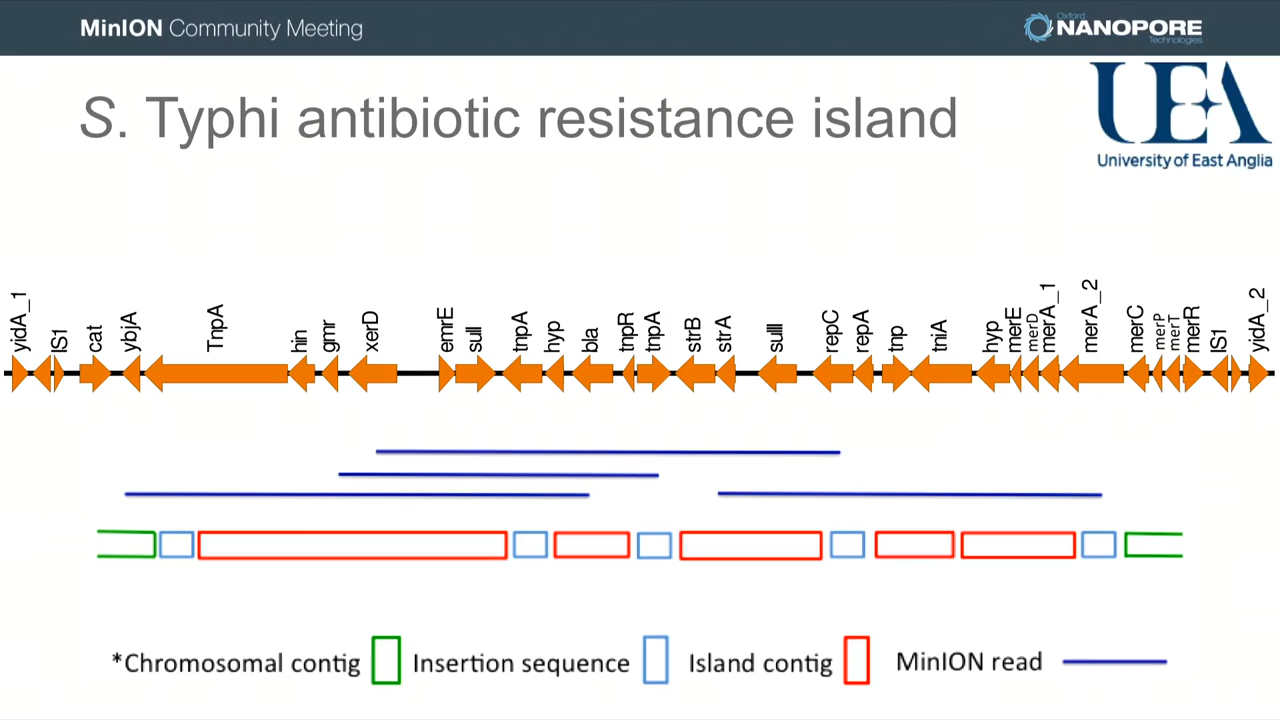 MinION Community Meeting
Oxford
NANOPORE
Technologies
UEA
University of East Anglia
S. Typhi antibiotic resistance island
yidA_1 IS1 cat ybjA TnpA hin gmr xerD emrE sulI tnpA hyp bla tnpR tnpA strB strA sulII repC repA tnp tniA hyp merE merD merA_1 merA_2 merC merP merT merR IS1 yidA_2
*Chromosomal contig Insertion sequence Island contig MinION read